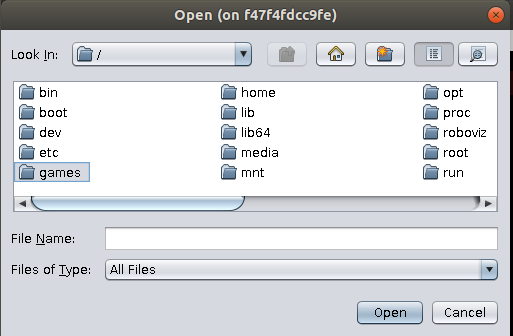 Open (on f47f4fdcc9fe)
Look In: /
bin home opt
boot lib proc
dev lib64 roboviz
etc media root
games mnt run
File Name:
Files of Type: All Files
Open Cancel